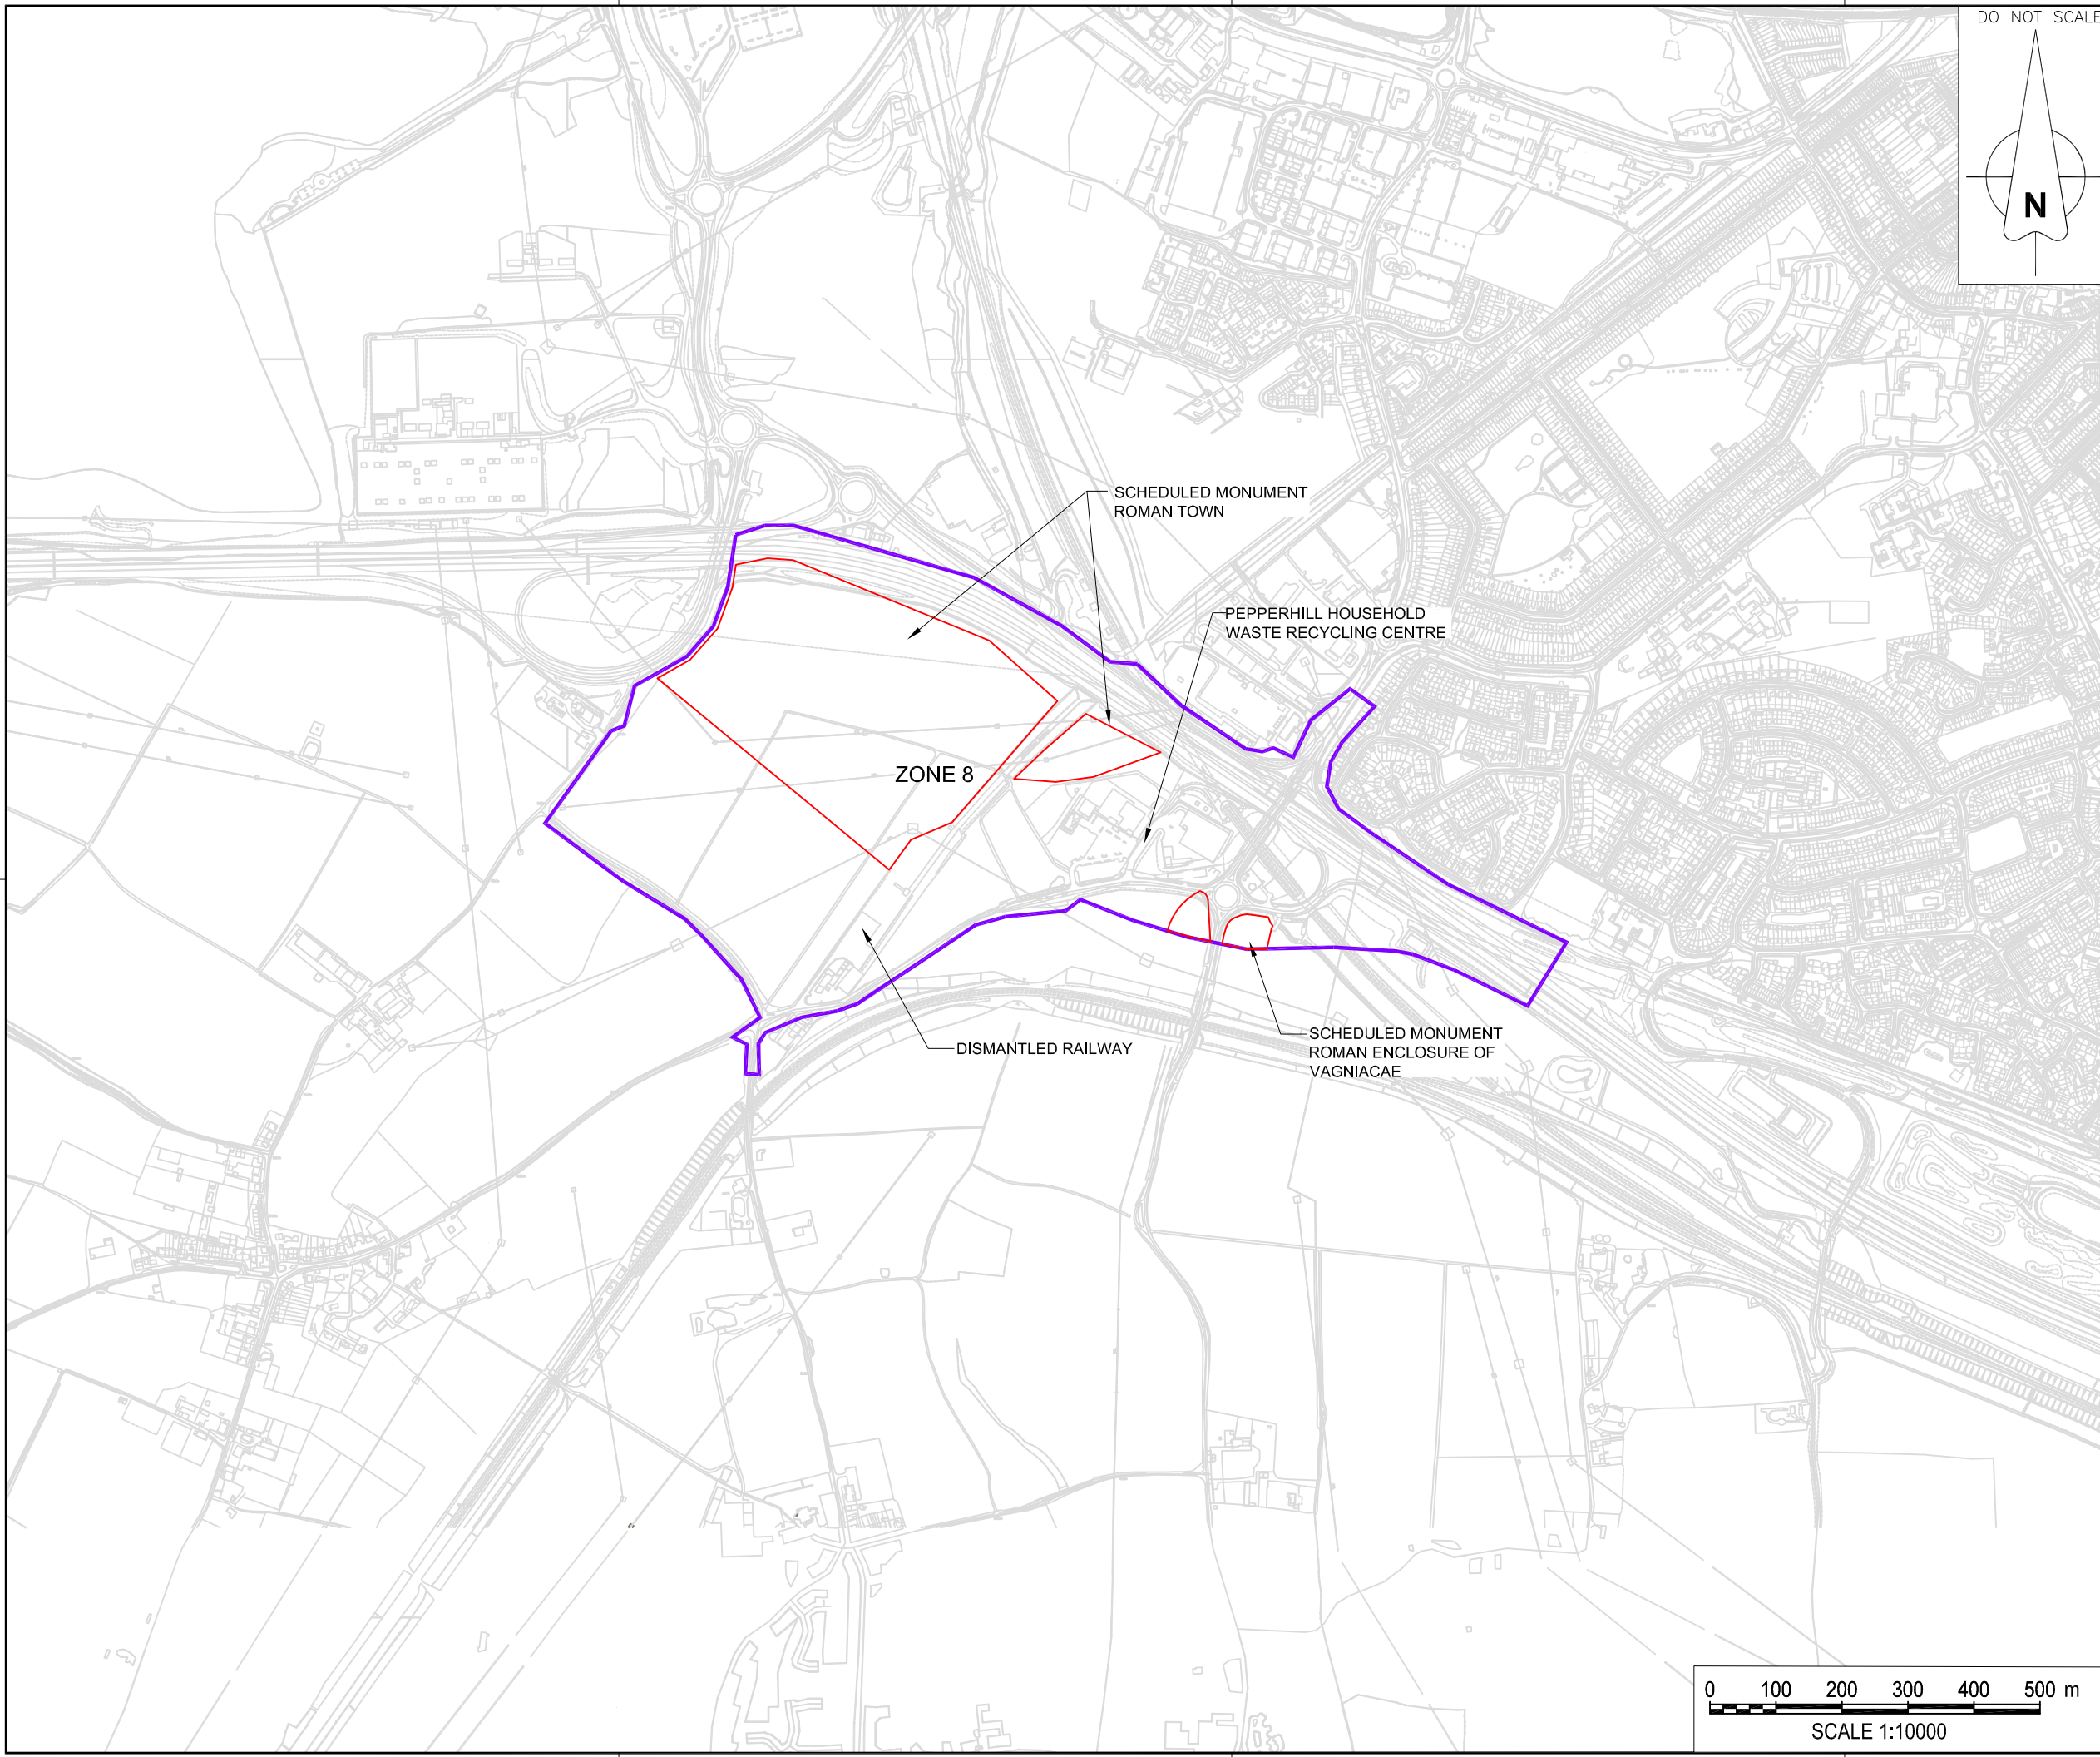 DO NOT SCALE
N
SCHEDULED MONUMENT
ROMAN TOWN
PEPPERHILL HOUSEHOLD
WASTE RECYCLING CENTRE
ZONE 8
DISMANTLED RAILWAY
SCHEDULED MONUMENT
ROMAN ENCLOSURE OF
VAGNIACAE
0 100 200 300 400 500 m
SCALE 1:10000